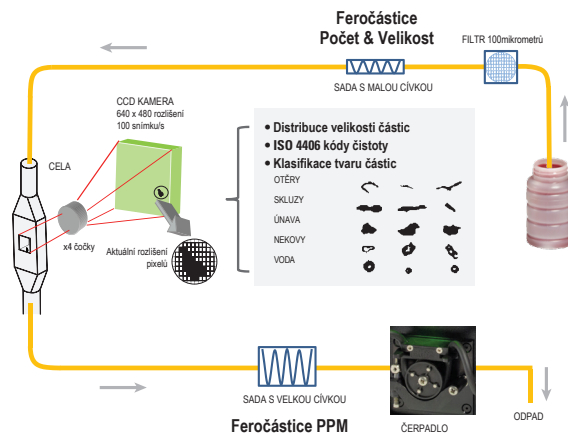 Feročástice
Počet & Velikost
FILTR 100mikrometrů
SADA S MALOU CÍVKOU
CCD KAMERA
640 x 480 rozlišení
100 snímku/s
CELA
x4 čočky
Aktuální rozlišení
pixelů
• Distribuce velikosti částic
• ISO 4406 kódy čistoty
• Klasifikace tvaru částic
OTĚRY
SKLUZY
ÚNAVA
NEKOVY
VODA
SADA S VELKOU CÍVKOU
Feročástice PPM
ČERPADLO
ODPAD